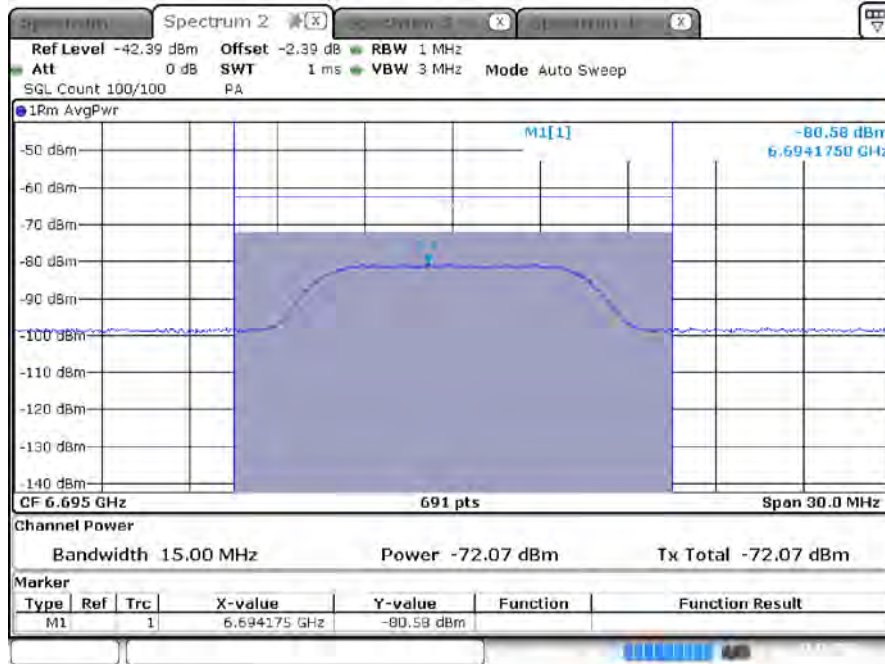 Spectrum 2 X X X
Ref Level -42.39 dBm Offset -2.39 dB RBW 1 MHz
Att 0 dB SWT 1 ms VBW 3 MHz Mode Auto Sweep
SGL Count 100/100 PA
1Rm AvgPwr
M1[1] -80.58 dBm
6.6941750 GHz
-50 dBm
-60 dBm
-70 dBm
-80 dBm
-90 dBm
-100 dBm
-110 dBm
-120 dBm
-130 dBm
-140 dBm
CF 6.695 GHz 691 pts Span 30.0 MHz
Channel Power
Bandwidth 15.00 MHz Power -72.07 dBm Tx Total -72.07 dBm
Marker
Type Ref Trc X-value Y-value Function Function Result
M1 1 6.694175 GHz -80.58 dBm